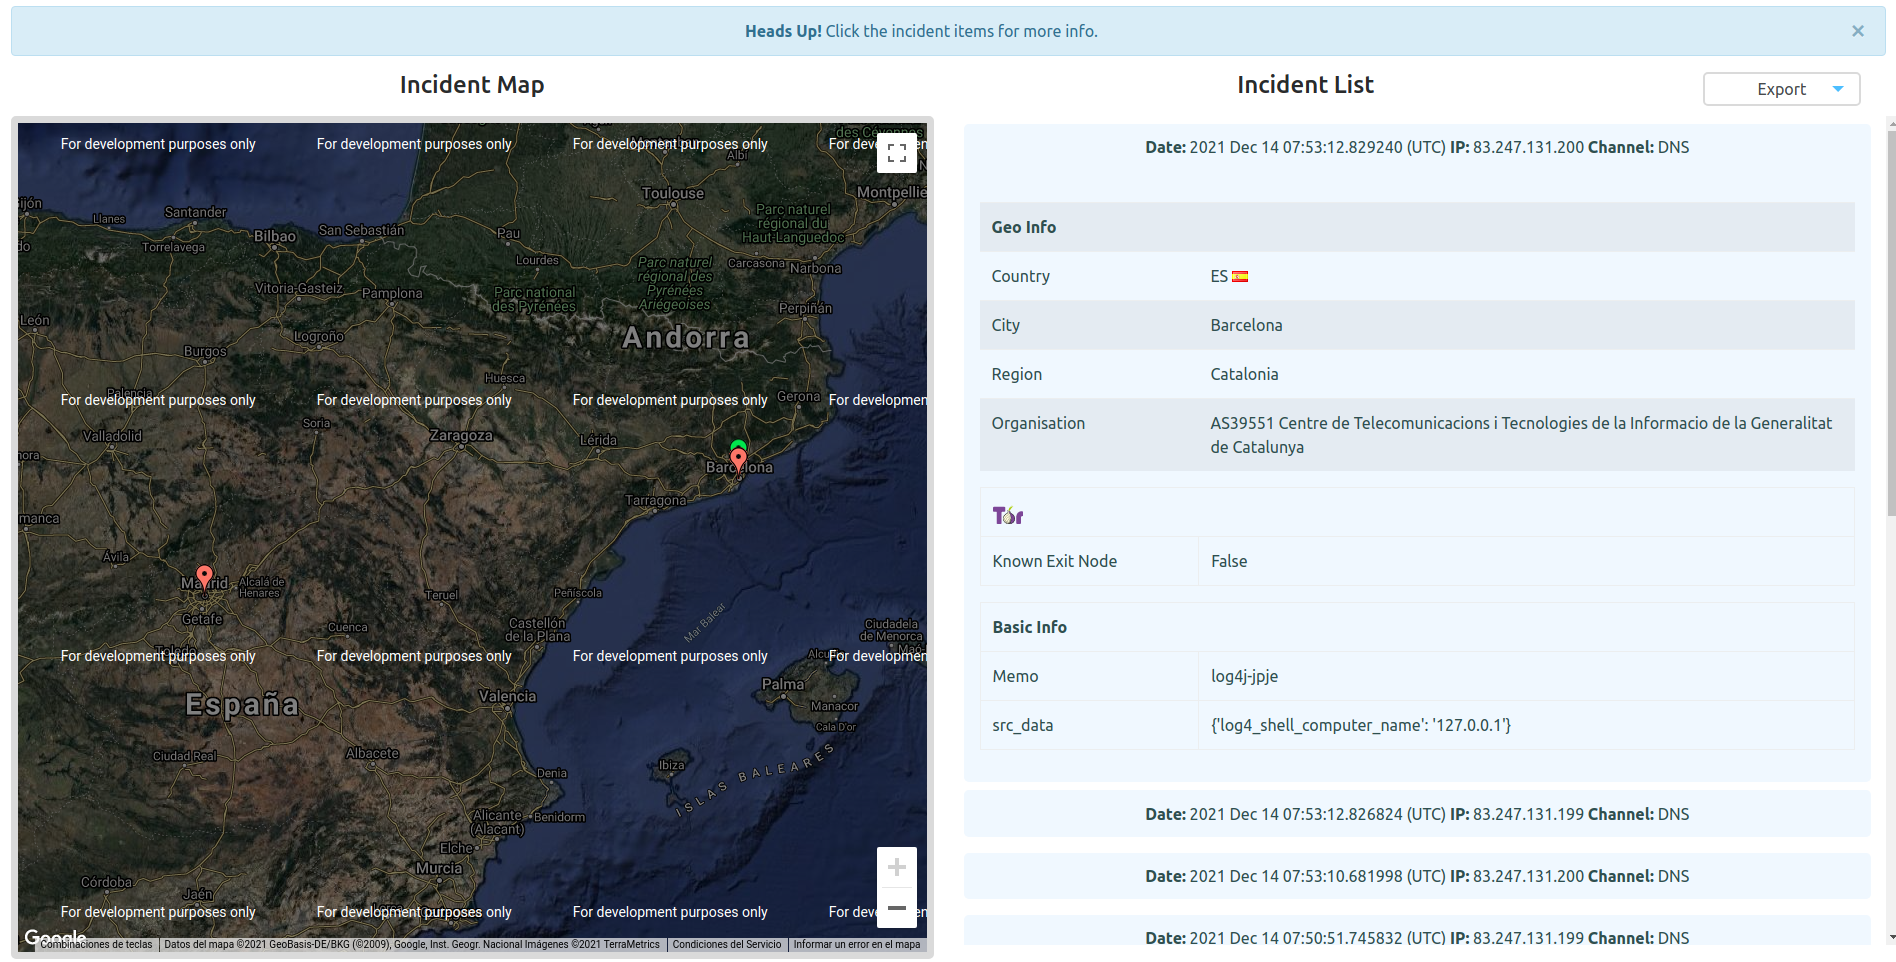 Heads Up! Click the incident items for more info.
×
Incident Map
Incident List
Export
For development purposes only For development purposes only For development purposes only
Montauban
Albi
Toulouse
Montpellie
Parc naturel
régional du
Haut-Languedoc
ijón
Llanes
Santander
Torrelavega
Bilbao
San Sebastián
Pau
Lourdes
Carcasona
Narbona
Parc naturel
régional des
Pyrénées
Ariégeoises
Parc national
des Pyrénées
Vitoria-Gasteiz
Pamplona
Perpiñán
León
Logroño
Andorra
Burgos
Huesca
Palencia
Gerona
For development purposes only For development purposes only For development purposes only For developmen
Soria
Valladolid
Zaragoza
Lérida
Barcelona
Tarragona
manca
Ávila
Madrid
Alcalá de
Henares
Getafe
Teruel
Peñíscola
Cuenca
Castellón
de la Plana
Mar Balear
Ciudadela
de Menorca
Toledo
For development purposes only For development purposes only For development purposes only For developmen
España
Valencia
Palma
Manacor
Cala D'or
Ciudad Real
Albacete
Ibiza
ISLAS BALEARES
Denia
Alicante
(Alacant)
Benidorm
Elche
Murcia
Córdoba
Jaén
For development purposes only For development purposes only For development purposes only
Google
Combinaciones de teclas
Datos del mapa ©2021 GeoBasis-DE/BKG (©2009), Google, Inst. Geogr. Nacional Imágenes ©2021 TerraMetrics
Condiciones del Servicio
Informar un error en el mapa
Date: 2021 Dec 14 07:53:12.829240 (UTC) IP: 83.247.131.200 Channel: DNS
Geo Info
Country ES
City Barcelona
Region Catalonia
Organisation AS39551 Centre de Telecomunicacions i Tecnologies de la Informacio de la Generalitat
de Catalunya
Tor
Known Exit Node False
Basic Info
Memo log4j-jpje
src_data {'log4_shell_computer_name': '127.0.0.1'}
Date: 2021 Dec 14 07:53:12.826824 (UTC) IP: 83.247.131.199 Channel: DNS
Date: 2021 Dec 14 07:53:10.681998 (UTC) IP: 83.247.131.200 Channel: DNS
Date: 2021 Dec 14 07:50:51.745832 (UTC) IP: 83.247.131.199 Channel: DNS